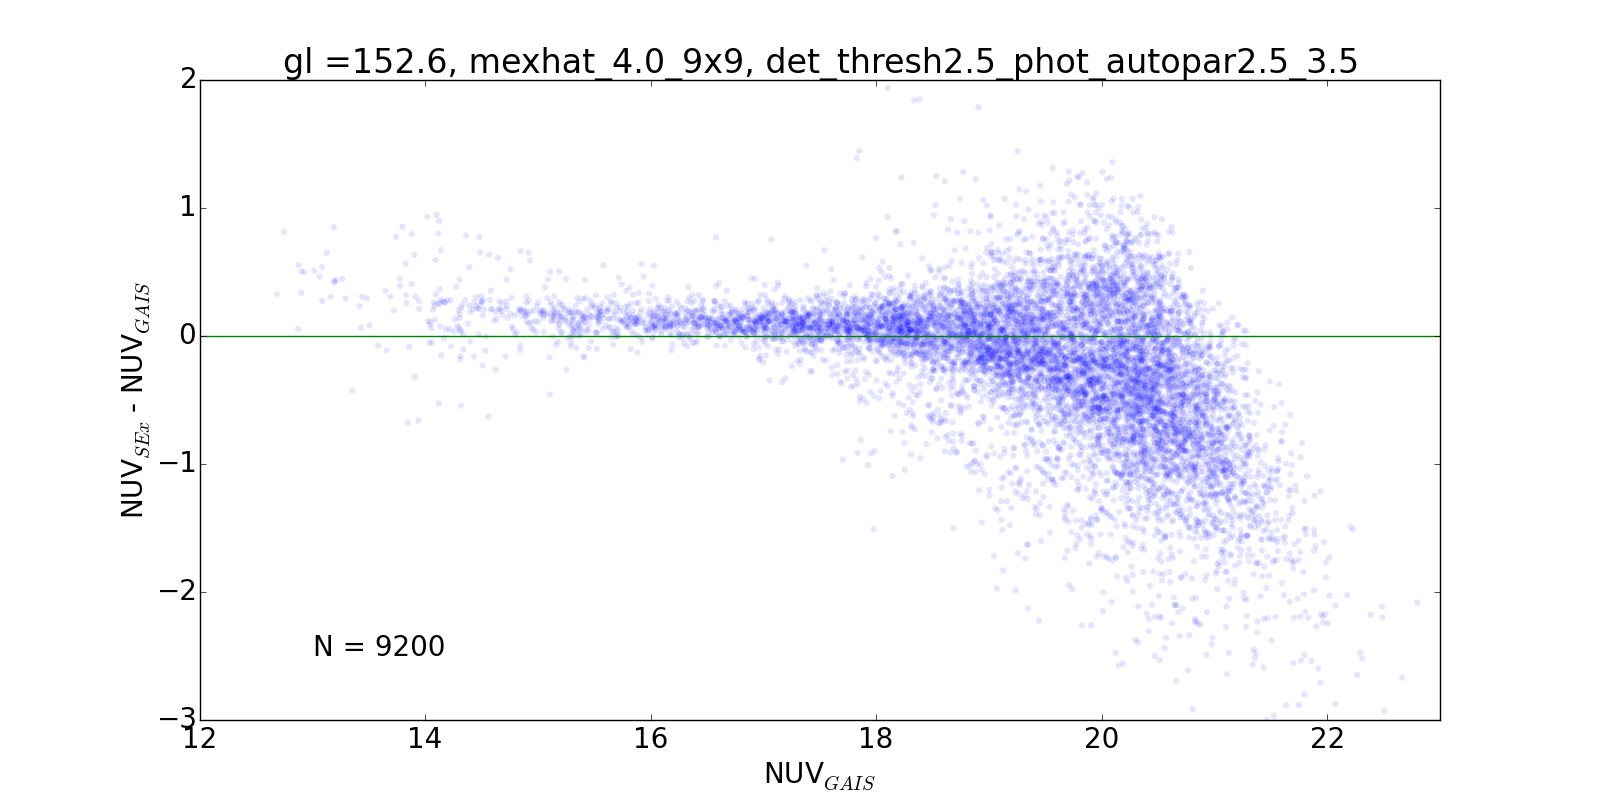 gl =152.6, mexhat_4.0_9x9, det_thresh2.5_phot_autopar2.5_3.5
2
1
0
−1
−2
−3
NUV_SEx - NUV_GAIS
N = 9200
12 14 16 18 20 22
NUV_GAIS